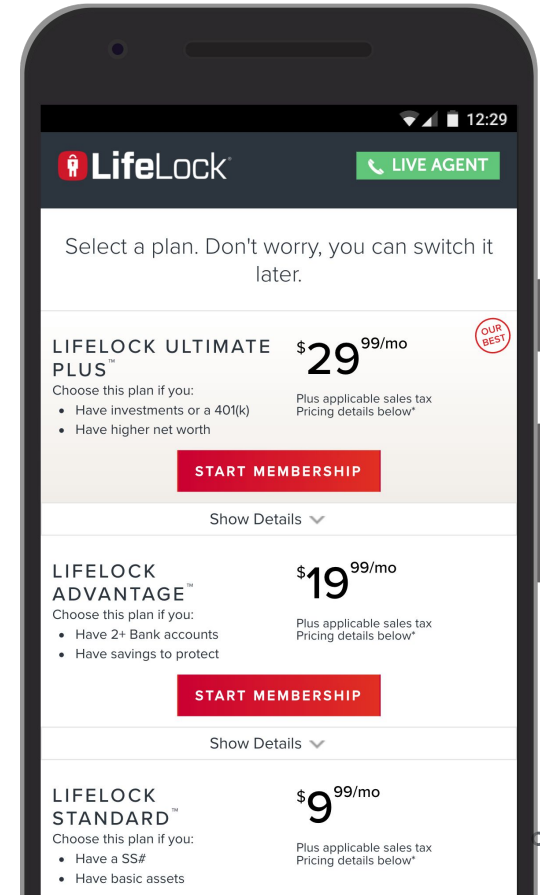 12:29
LifeLock®
LIVE AGENT
Select a plan. Don't worry, you can switch it
later.
OUR
BEST
LIFELOCK ULTIMATE
PLUS™
$29 99/mo
Choose this plan if you:
• Have investments or a 401(k)
• Have higher net worth
Plus applicable sales tax
Pricing details below*
START MEMBERSHIP
Show Details
LIFELOCK
ADVANTAGE™
$19 99/mo
Choose this plan if you:
• Have 2+ Bank accounts
• Have savings to protect
Plus applicable sales tax
Pricing details below*
START MEMBERSHIP
Show Details
LIFELOCK
STANDARD™
$9 99/mo
Choose this plan if you:
• Have a SS#
• Have basic assets
Plus applicable sales tax
Pricing details below*